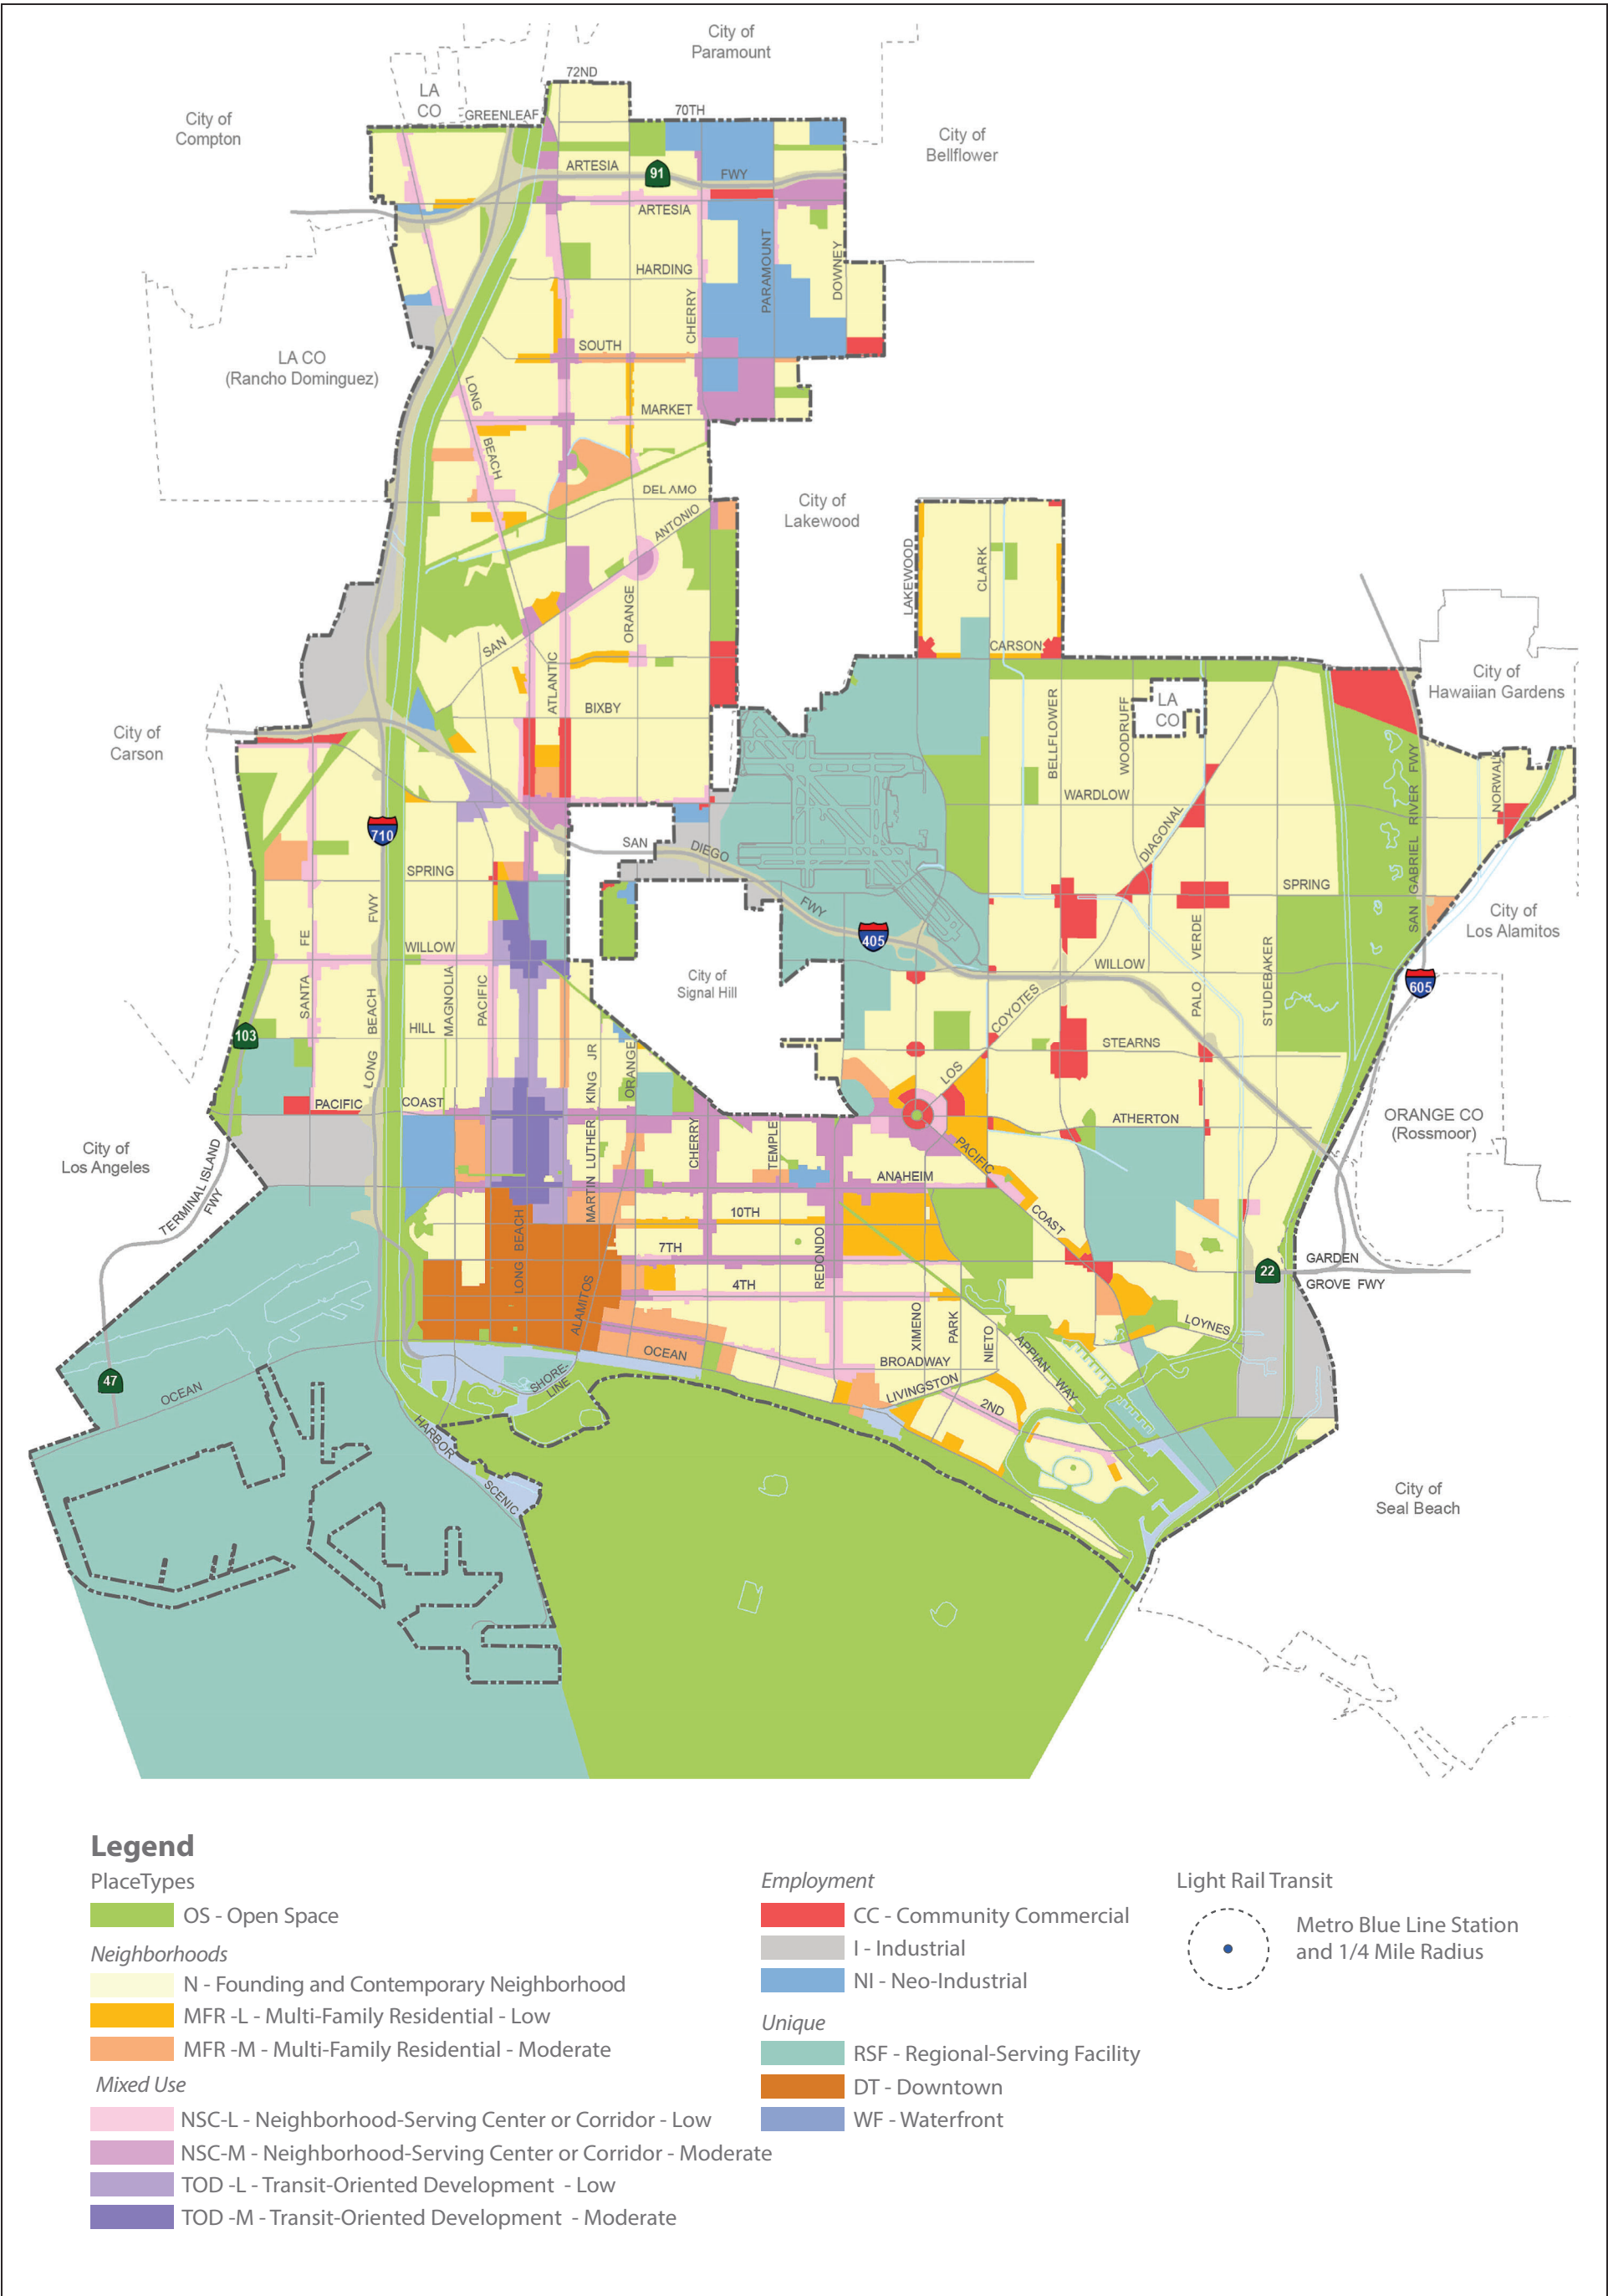 City of
Paramount
72ND
LA
CO
GREENLEAF
70TH
City of
Compton
City of
Bellflower
ARTESIA
91
FWY
ARTESIA
HARDING
PARAMOUNT
DOWNEY
CHERRY
SOUTH
LA CO
(Rancho Dominguez)
LONG
BEACH
MARKET
DEL AMO
City of
Lakewood
ANTONIO
LAKEWOOD
CLARK
ORANGE
SAN
CARSON
City of
Hawaiian Gardens
ATLANTIC
BIXBY
BELLFLOWER
WOODRUFF
LA
CO
City of
Carson
WARDLOW
NORWALK
SAN GABRIEL RIVER FWY
710
SAN
DIEGO
DIAGONAL
SPRING
SPRING
FWY
FWY
405
City of
Los Alamitos
SANTA
FE
WILLOW
MAGNOLIA
PACIFIC
City of
Signal Hill
WILLOW
PALO VERDE
STUDEBAKER
605
103
BEACH
HILL
COYOTES
STEARNS
LONG
KING JR
ORANGE
LOS
PACIFIC
COAST
ATHERTON
ORANGE CO
(Rossmoor)
City of
Los Angeles
MARTIN LUTHER
CHERRY
TEMPLE
PACIFIC
TERMINAL ISLAND
FWY
ANAHEIM
COAST
LONG BEACH
10TH
7TH
REDONDO
4TH
22
GARDEN
GROVE FWY
ALAMITOS
XIMENO
PARK
NIETO
LOYNES
APPIAN
WAY
OCEAN
BROADWAY
LIVINGSTON
47
OCEAN
SHORE-
LINE
2ND
HARBOR
SCENIC
City of
Seal Beach
Legend
PlaceTypes
OS - Open Space
Neighborhoods
N - Founding and Contemporary Neighborhood
MFR -L - Multi-Family Residential - Low
MFR -M - Multi-Family Residential - Moderate
Mixed Use
NSC-L - Neighborhood-Serving Center or Corridor - Low
NSC-M - Neighborhood-Serving Center or Corridor - Moderate
TOD -L - Transit-Oriented Development - Low
TOD -M - Transit-Oriented Development - Moderate
Employment
CC - Community Commercial
I - Industrial
NI - Neo-Industrial
Unique
RSF - Regional-Serving Facility
DT - Downtown
WF - Waterfront
Light Rail Transit
Metro Blue Line Station
and 1/4 Mile Radius